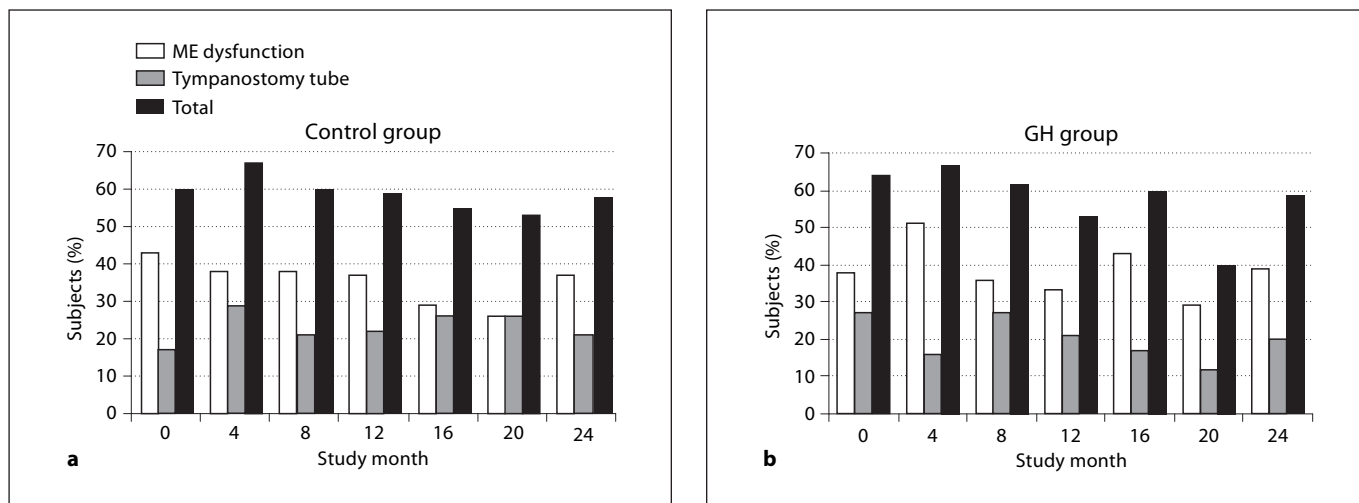 ME dysfunction
Tympanostomy tube
Total
Control group
Subjects (%)
70
60
50
40
30
20
10
0
0 4 8 12 16 20 24
Study month
a
GH group
Subjects (%)
70
60
50
40
30
20
10
0
0 4 8 12 16 20 24
Study month
b